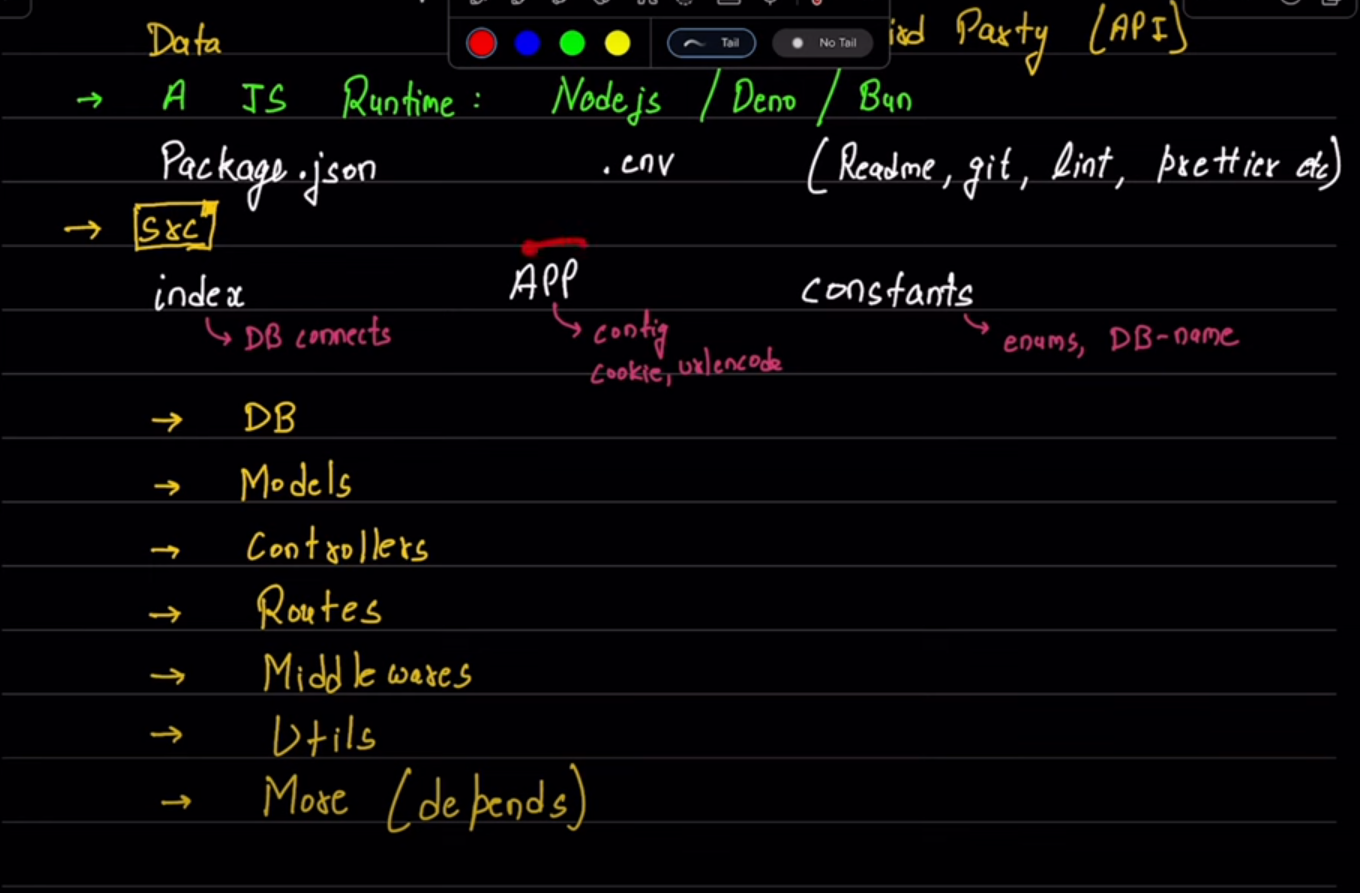 Data Party (API)
Tail No Tail
→ A JS Runtime: Nodejs / Deno / Bun
Package.json .env (Readme, git, lint, prettier etc)
→ src
index APP constants
DB connects config enums, DB-name
cookie, urlencode
→ DB
→ Models
→ Controllers
→ Routes
→ Middlewares
→ Utils
→ More (depends)